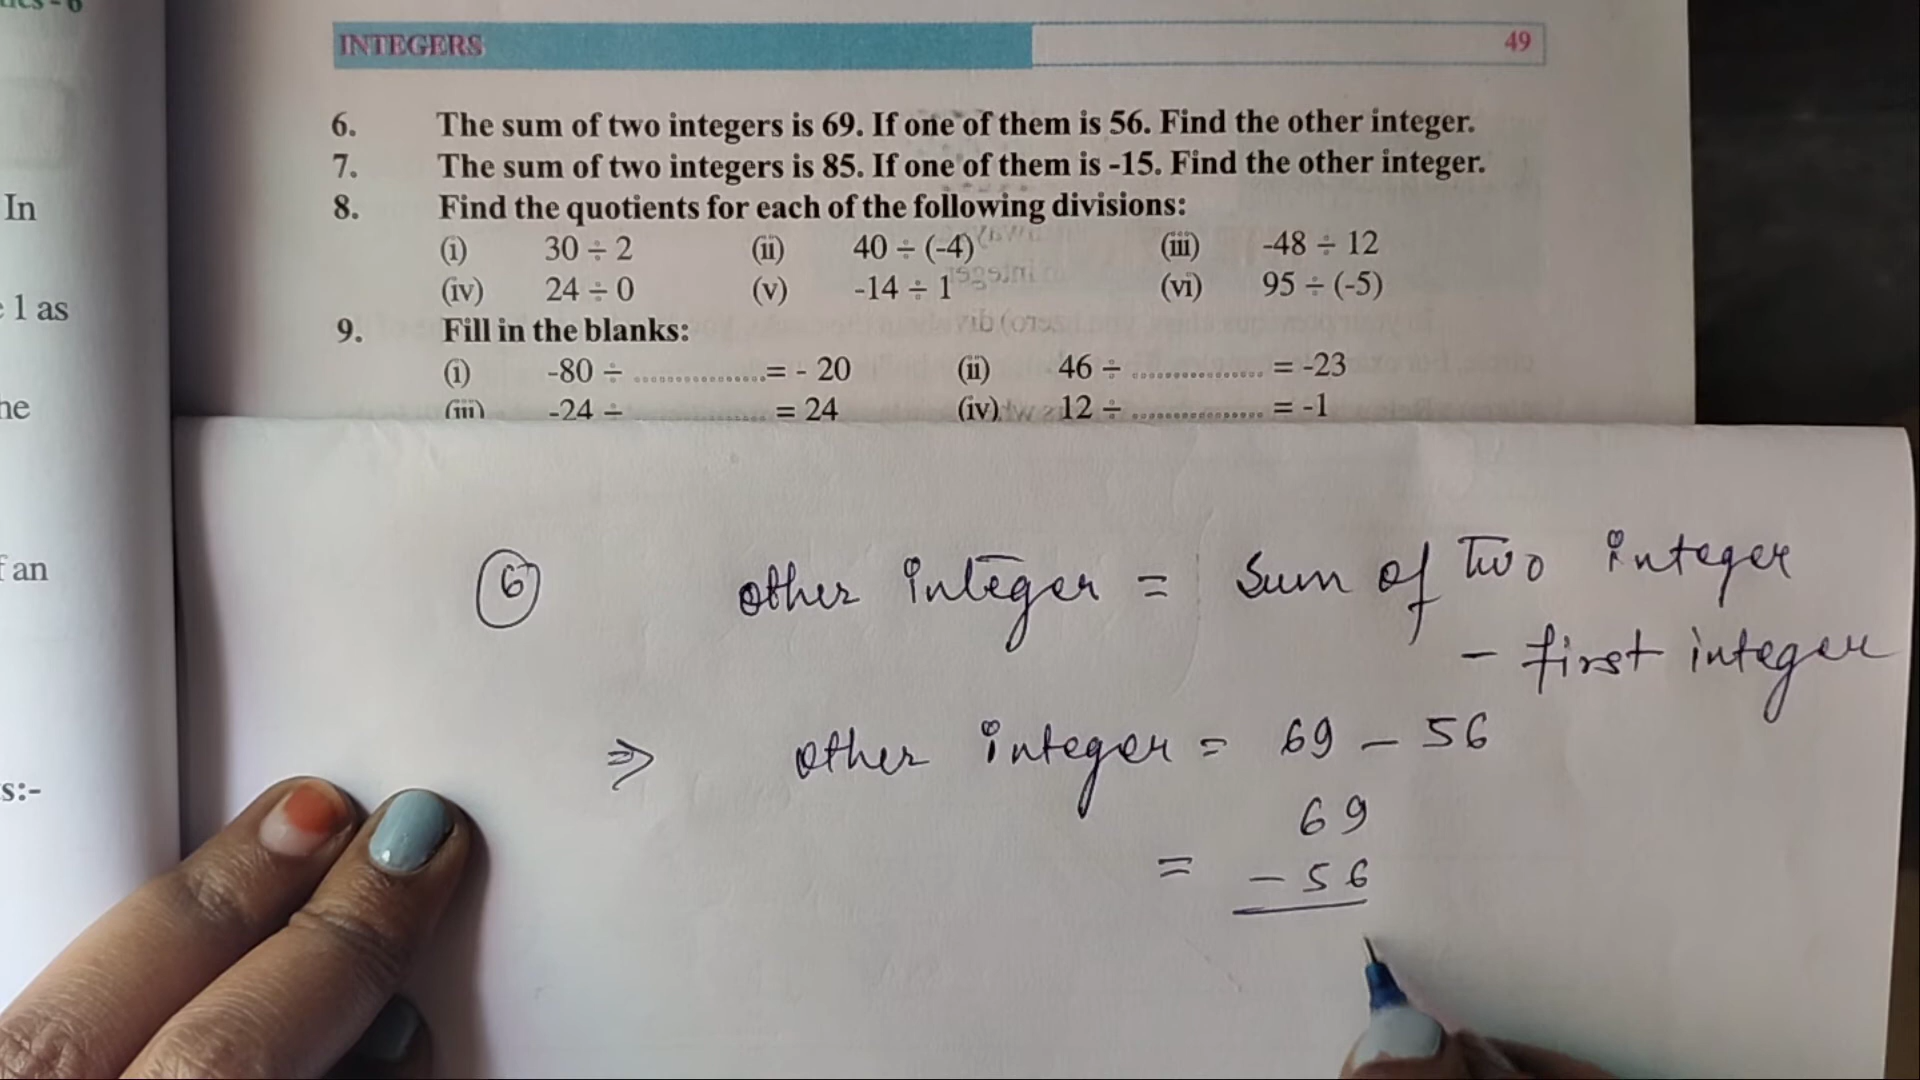 INTEGERS 49
6. The sum of two integers is 69. If one of them is 56. Find the other integer.
7. The sum of two integers is 85. If one of them is -15. Find the other integer.
8. Find the quotients for each of the following divisions:
(i) 30 ÷ 2 (ii) 40 ÷ (-4) (iii) -48 ÷ 12
(iv) 24 ÷ 0 (v) -14 ÷ 1 (vi) 95 ÷ (-5)
9. Fill in the blanks:
(i) -80 ÷ ................= - 20 (ii) 46 ÷ ................ = -23
(iii) -24 ÷ ................ = 24 (iv) 12 ÷ ................ = -1
In
1 as
an
s:-
6 other integer = Sum of Two integer
- first integer
⇒ other integer = 69 - 56
69
= - 56